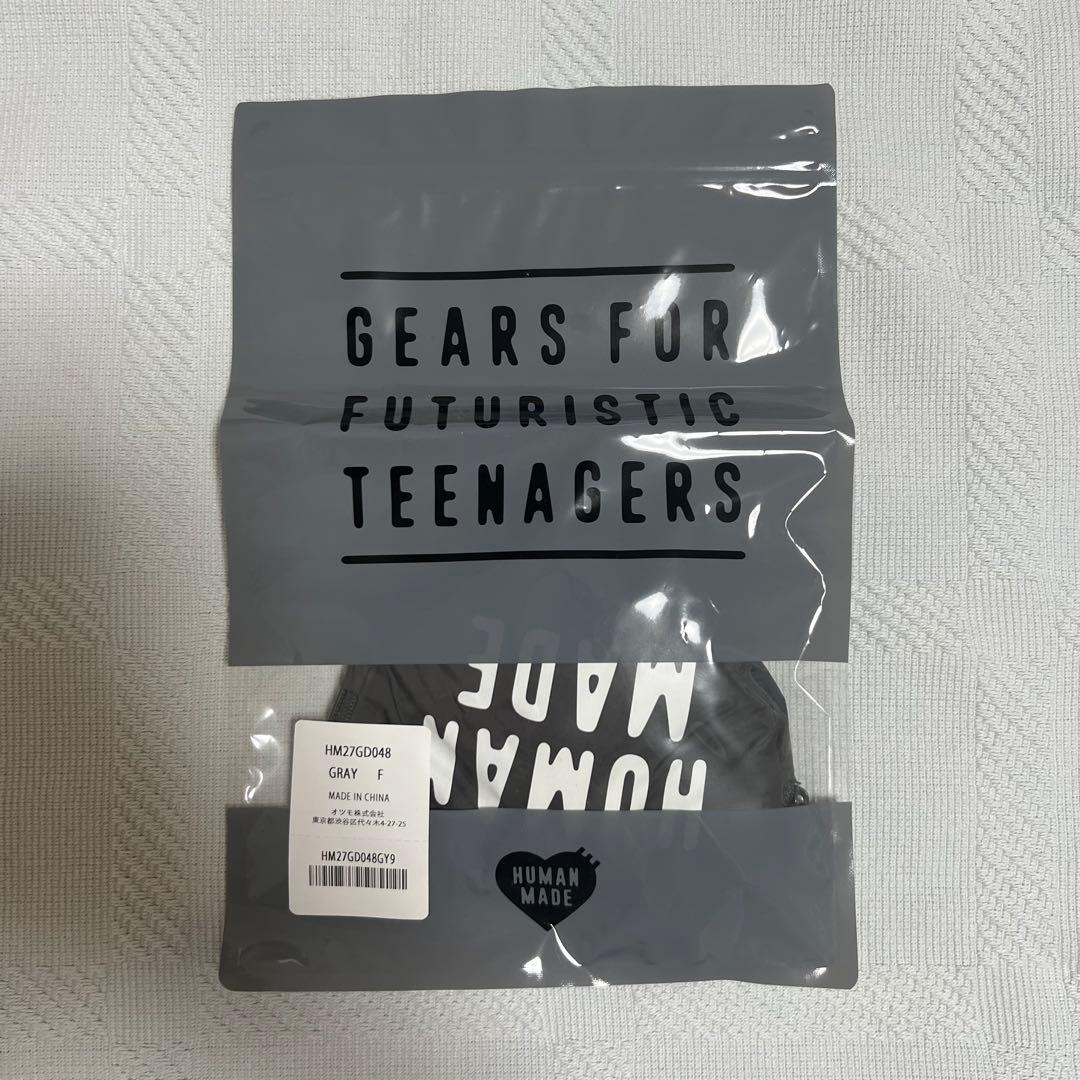 GEARS FOR
FUTURISTIC
TEENAGERS
HUMAN
MADE
HM27GD048
GRAY F
MADE IN CHINA
オツモ株式会社
東京都渋谷区代々木4-27-25
HM27GD048GY9
HUMAN
MADE